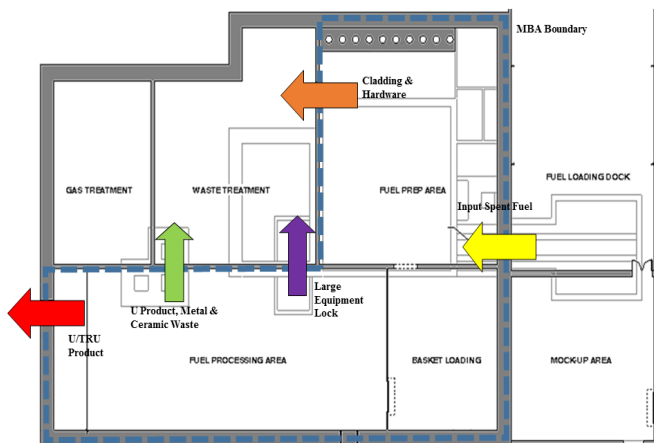 MBA Boundary
Cladding &
Hardware
FUEL LOADING DOCK
GAS TREATMENT
WASTE TREATMENT
FUEL PREP AREA
Input Spent Fuel
Large
Equipment
Lock
U Product, Metal &
Ceramic Waste
U/TRU
Product
FUEL PROCESSING AREA
BASKET LOADING
MOCK-UP AREA